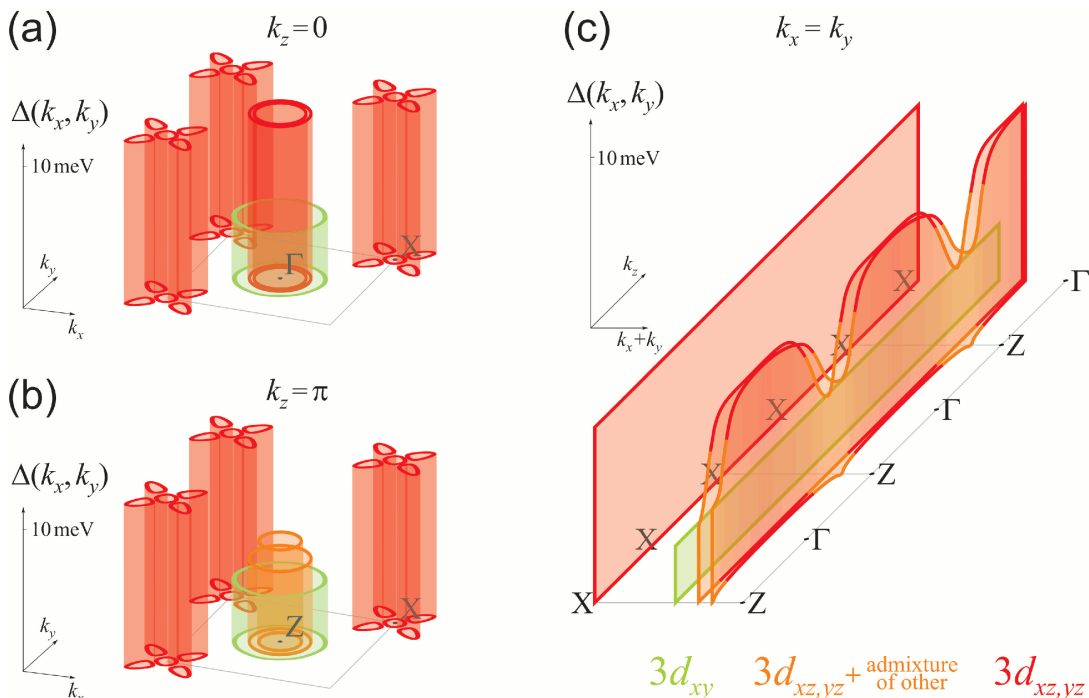 (a)
k_z = 0
Δ(k_x, k_y)
10 meV
k_y
k_x
Γ
X
(b)
k_z = π
Δ(k_x, k_y)
10 meV
k_y
k_x
Z
X
(c)
k_x = k_y
Δ(k_x, k_y)
10 meV
k_z
k_x+k_y
X
X
X
X
X
X
Γ
Z
Γ
Z
Γ
Z
3d_xy
3d_xz,yz + admixture of other
3d_xz,yz